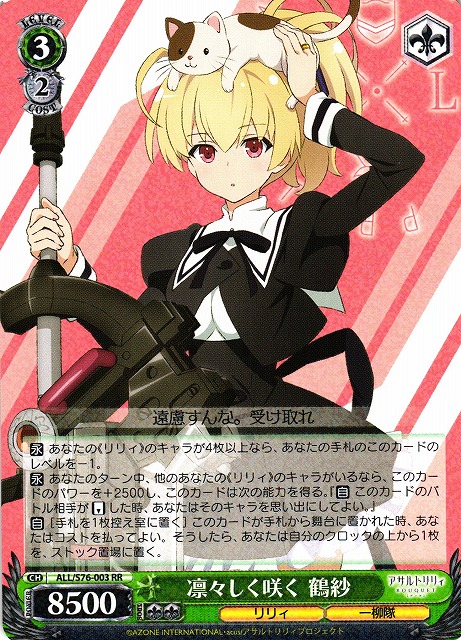 LEVEL
3
2
COST
L
P
P
遠慮すんな。受け取れ
永 あなたの《リリィ》のキャラが4枚以上なら、あなたの手札のこのカードの
レベルを－1。
永 あなたのターン中、他のあなたの《リリィ》のキャラがいるなら、このカー
ドのパワーを＋2500し、このカードは次の能力を得る。『自 このカードのバ
トル相手が した時、あなたはそのキャラを思い出にしてよい。』
自 ［手札を1枚控え室に置く］ このカードが手札から舞台に置かれた時、あな
たはコストを払ってよい。そうしたら、あなたは自分のクロックの上から1枚
を、ストック置場に置く。
CH ALL/S76-003 RR
POWER 8500 SOUL
凛々しく咲く 鶴紗
アサルトリリィ
BOUQUET
リリィ 一柳隊
©AZONE INTERNATIONAL・acus/アサルトリリィプロジェクト